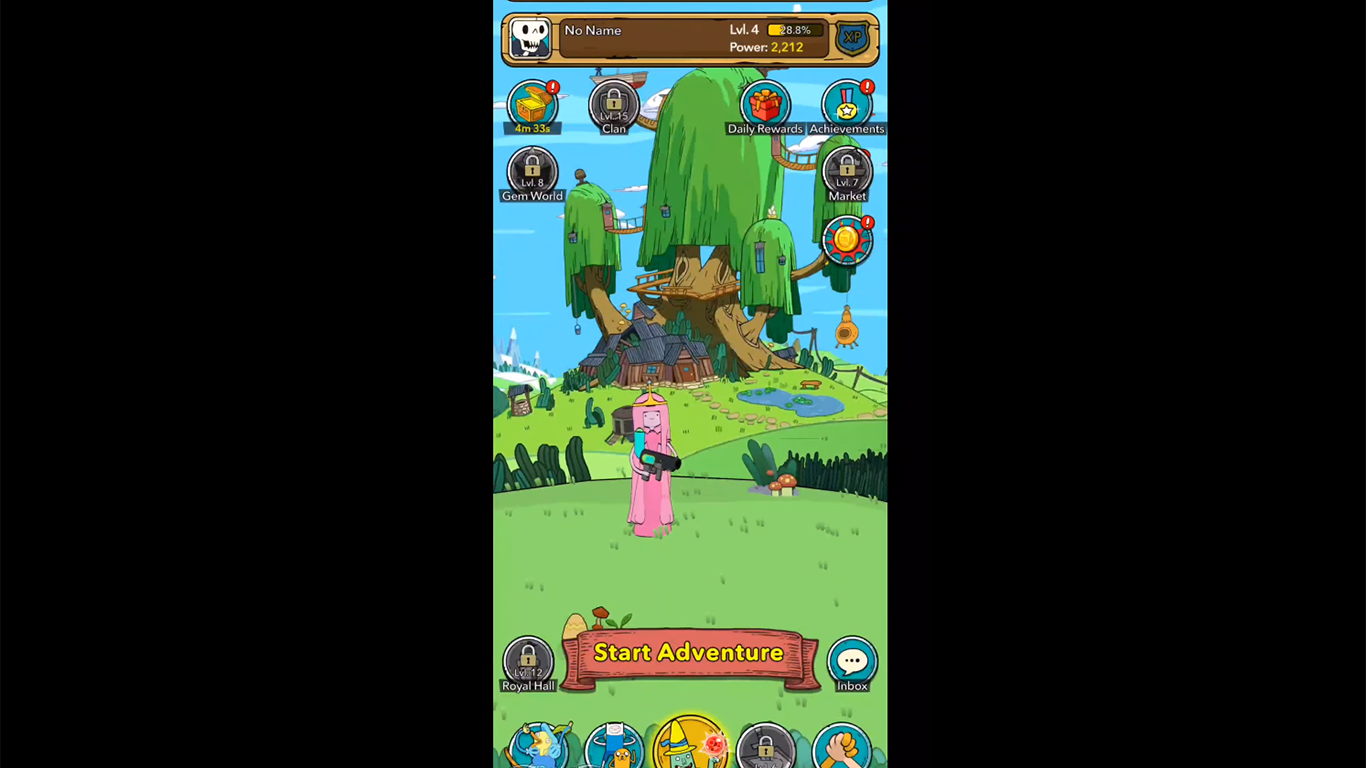 No Name
Lvl. 4
28.8%
XP
Power: 2,212
4m 33s
Lvl. 15
Clan
Daily Rewards
Achievements
Lvl. 8
Gem World
Lvl. 7
Market
Start Adventure
Lvl. 12
Royal Hall
Inbox